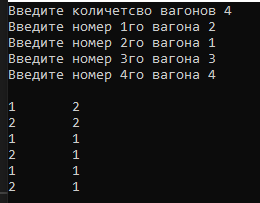 Введите количетсво вагонов 4
Введите номер 1го вагона 2
Введите номер 2го вагона 1
Введите номер 3го вагона 3
Введите номер 4го вагона 4
1 2
2 2
1 1
2 1
1 1
2 1